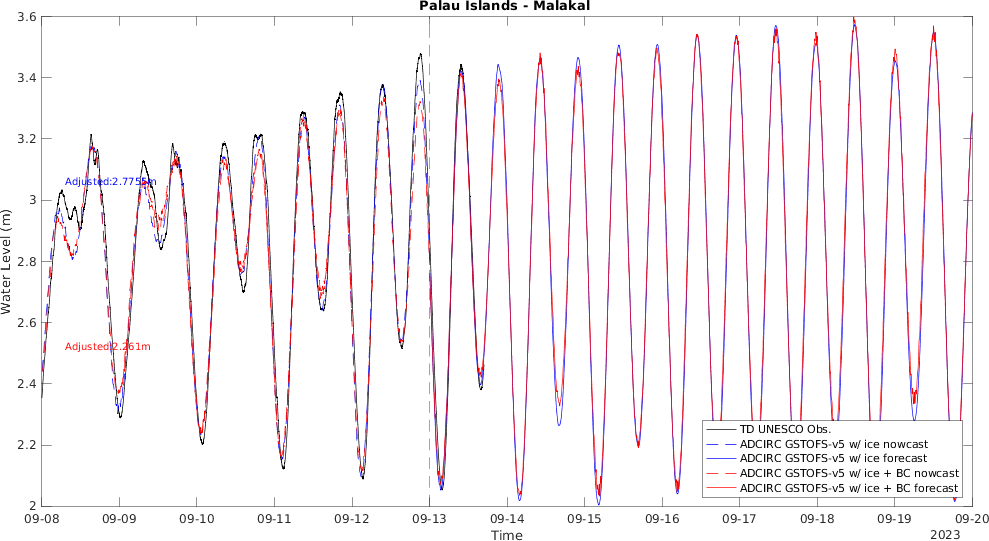 Palau Islands - Malakal
3.6
3.4
3.2
3
2.8
2.6
2.4
2.2
2
Water Level (m)
Adjusted:2.7755m
Adjusted:2.261m
TD UNESCO Obs.
ADCIRC GSTOFS-v5 w/ ice nowcast
ADCIRC GSTOFS-v5 w/ ice forecast
ADCIRC GSTOFS-v5 w/ ice + BC nowcast
ADCIRC GSTOFS-v5 w/ ice + BC forecast
09-08 09-09 09-10 09-11 09-12 09-13 09-14 09-15 09-16 09-17 09-18 09-19 09-20
Time
2023